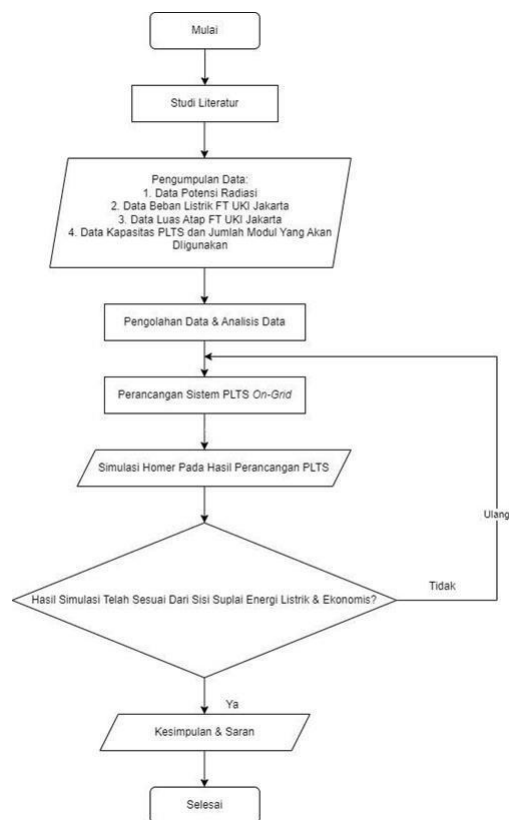 Mulai
Studi Literatur
Pengumpulan Data:
1. Data Potensi Radiasi
2. Data Beban Listrik FT UKI Jakarta
3. Data Luas Atap FT UKI Jakarta
4. Data Kapasitas PLTS dan Jumlah Modul Yang Akan
DIigunakan
Pengolahan Data & Analisis Data
Perancangan Sistem PLTS On-Grid
Simulasi Homer Pada Hasil Perancangan PLTS
Ulang
Hasil Simulasi Telah Sesuai Dari Sisi Suplai Energi Listrik & Ekonomis?
Tidak
Ya
Kesimpulan & Saran
Selesai